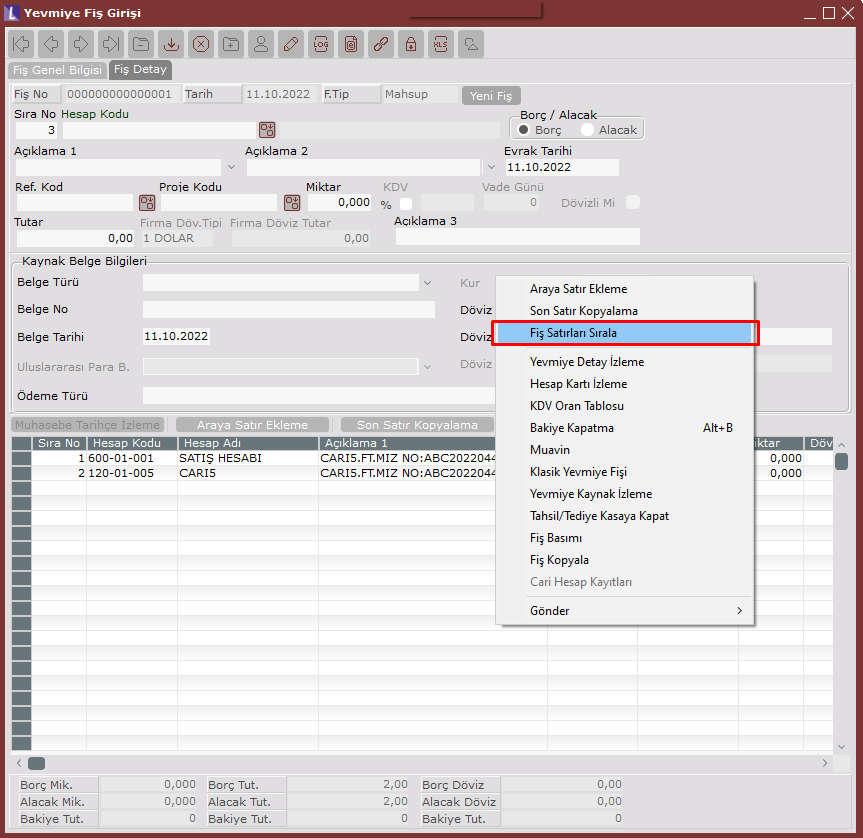 Yevmiye Fiş Girişi
LOG
XLS
Fiş Genel Bilgisi Fiş Detay
Fiş No 000000000000001 Tarih 11.10.2022 F.Tip Mahsup Yeni Fiş
Sıra No Hesap Kodu Borç / Alacak
3 Borç Alacak
Açıklama 1 Açıklama 2 Evrak Tarihi
11.10.2022
Ref. Kod Proje Kodu Miktar KDV Vade Günü
0,000 % 0 Dövizli Mi
Tutar Firma Döv.Tipi Firma Döviz Tutar Açıklama 3
0,00 1 DOLAR 0,00
Kaynak Belge Bilgileri
Belge Türü Kur
Belge No Döviz
Belge Tarihi 11.10.2022 Döviz
Uluslararası Para B. Döviz
Ödeme Türü
Araya Satır Ekleme
Son Satır Kopyalama
Fiş Satırları Sırala
Yevmiye Detay İzleme
Hesap Kartı İzleme
KDV Oran Tablosu
Bakiye Kapatma Alt+B
Muavin
Klasik Yevmiye Fişi
Yevmiye Kaynak İzleme
Tahsil/Tediye Kasaya Kapat
Fiş Basımı
Fiş Kopyala
Cari Hesap Kayıtları
Gönder
Muhasebe Tarihçe İzleme Araya Satır Ekleme Son Satır Kopyalama
Sıra No Hesap Kodu Hesap Adı Açıklama 1 iktar Döv
1 600-01-001 SATIŞ HESABI CARI5.FT.MIZ NO:ABC2022044 0,000
2 120-01-005 CARI5 CARI5.FT.MIZ NO:ABC2022044 0,000
Borç Mik. 0,000 Borç Tut. 2,00 Borç Döviz 0,00
Alacak Mik. 0,000 Alacak Tut. 2,00 Alacak Döviz 0,00
Bakiye Tut. 0 Bakiye Tut. 0 Bakiye Tut. 0